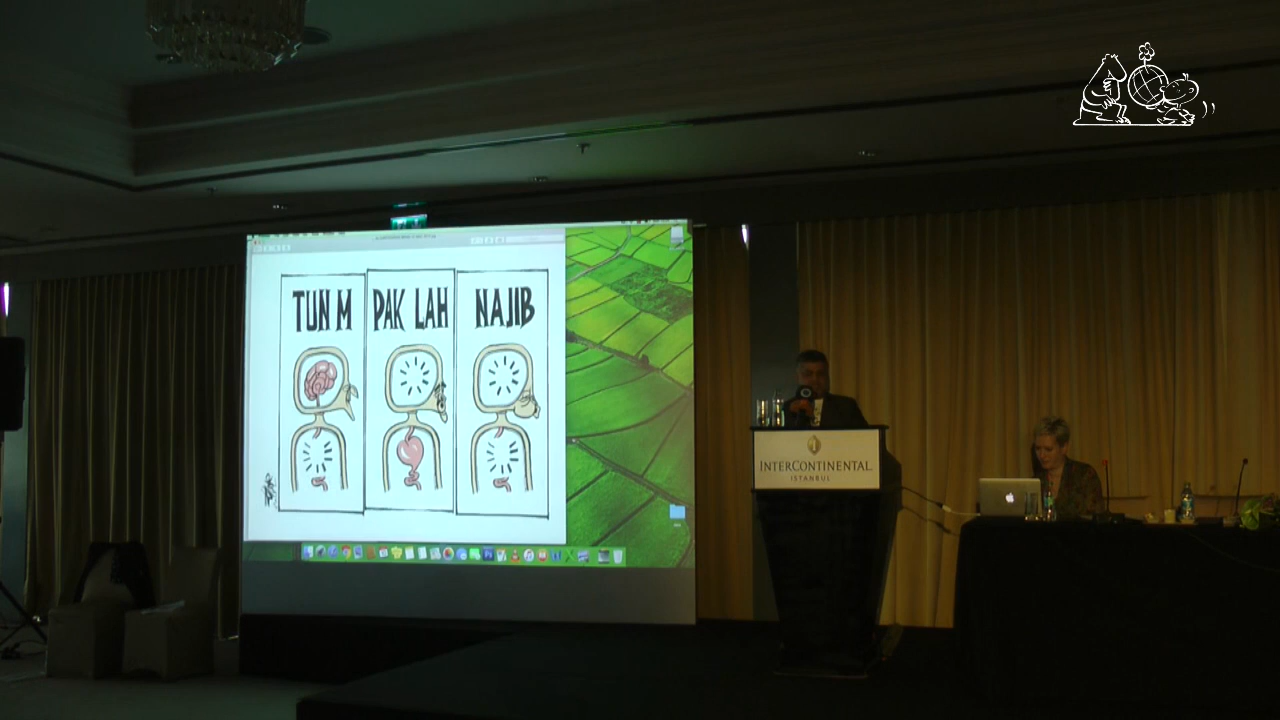 TUN M
PAK LAH
NAJIB
INTERCONTINENTAL
ISTANBUL